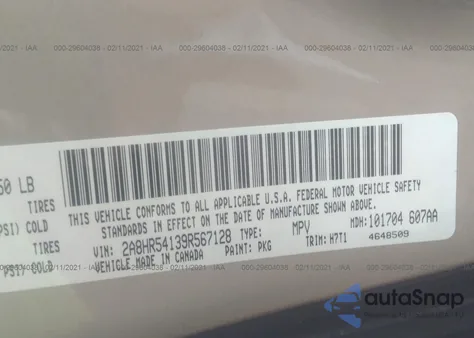 000-29604036 - 02/11/2021 - IAA
50 LB
TIRES
PSI) COLD
TIRES
PSI) COLD
THIS VEHICLE CONFORMS TO ALL APPLICABLE U.S.A. FEDERAL MOTOR VEHICLE SAFETY
STANDARDS IN EFFECT ON THE DATE OF MANUFACTURE SHOWN ABOVE.
VIN: 2A8HR54139R567128 TYPE: MPV MDH: 101704 607AA
VEHICLE MADE IN CANADA PAINT: PKG TRIM: H7T1 4648509
autoSnap